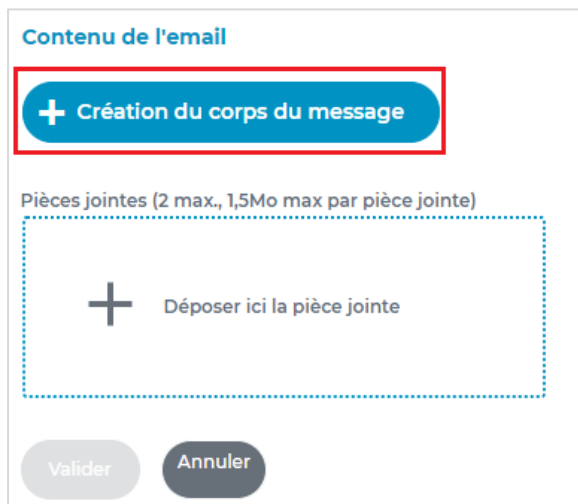 Contenu de l'email
+ Création du corps du message
Pièces jointes (2 max., 1,5Mo max par pièce jointe)
Déposer ici la pièce jointe
Valider
Annuler